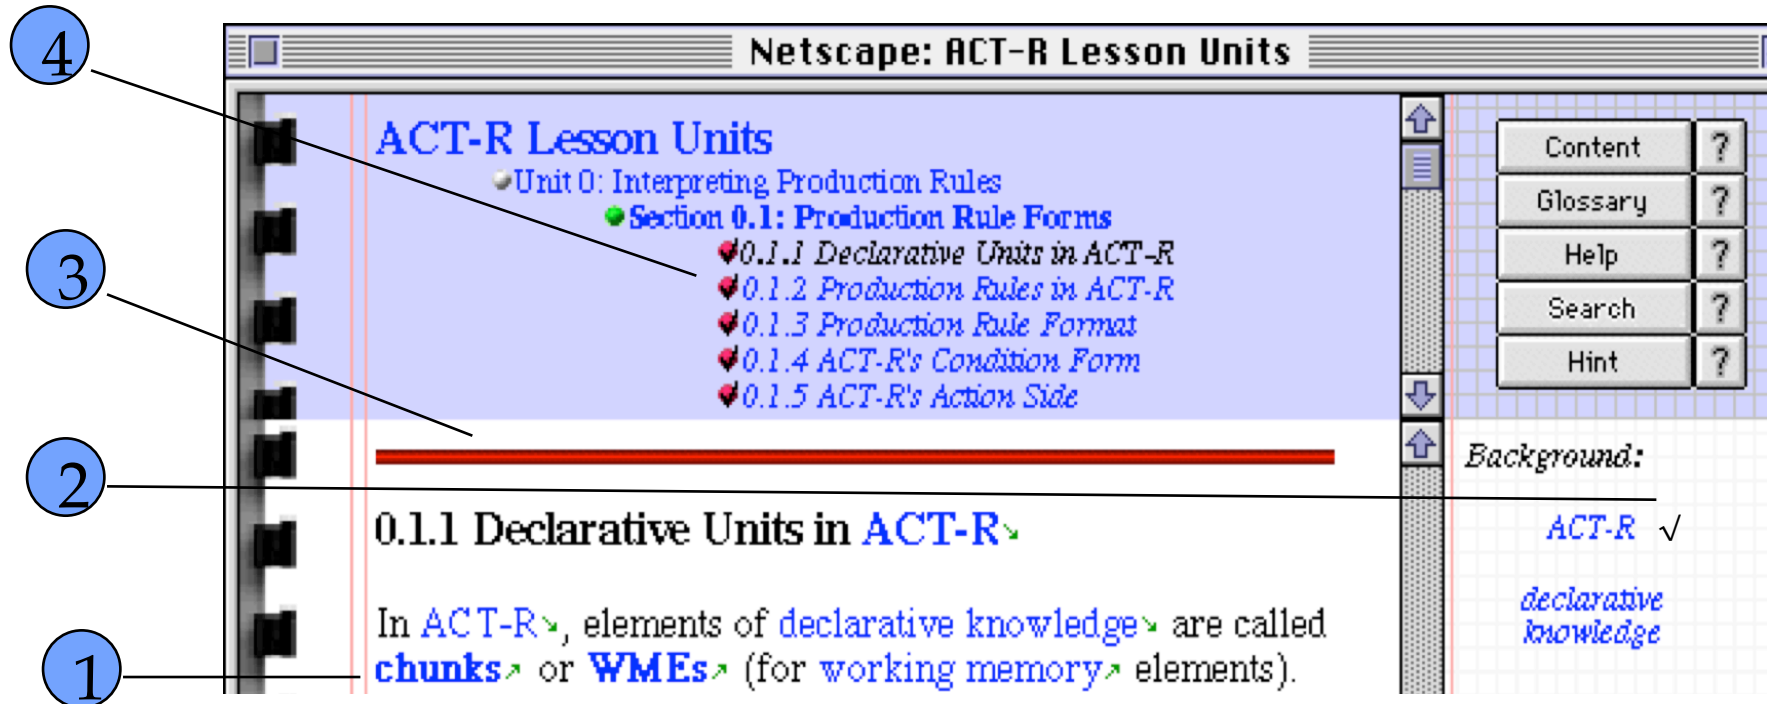 4
Netscape: ACT-R Lesson Units
ACT-R Lesson Units
Unit 0: Interpreting Production Rules
Section 0.1: Production Rule Forms
0.1.1 Declarative Units in ACT-R
0.1.2 Production Rules in ACT-R
0.1.3 Production Rule Format
0.1.4 ACT-R's Condition Form
0.1.5 ACT-R's Action Side
Content ?
Glossary ?
Help ?
Search ?
Hint ?
3
2
Background:
ACT-R √
declarative
knowledge
0.1.1 Declarative Units in ACT-R
In ACT-R, elements of declarative knowledge are called
chunks or WMEs (for working memory elements).
1